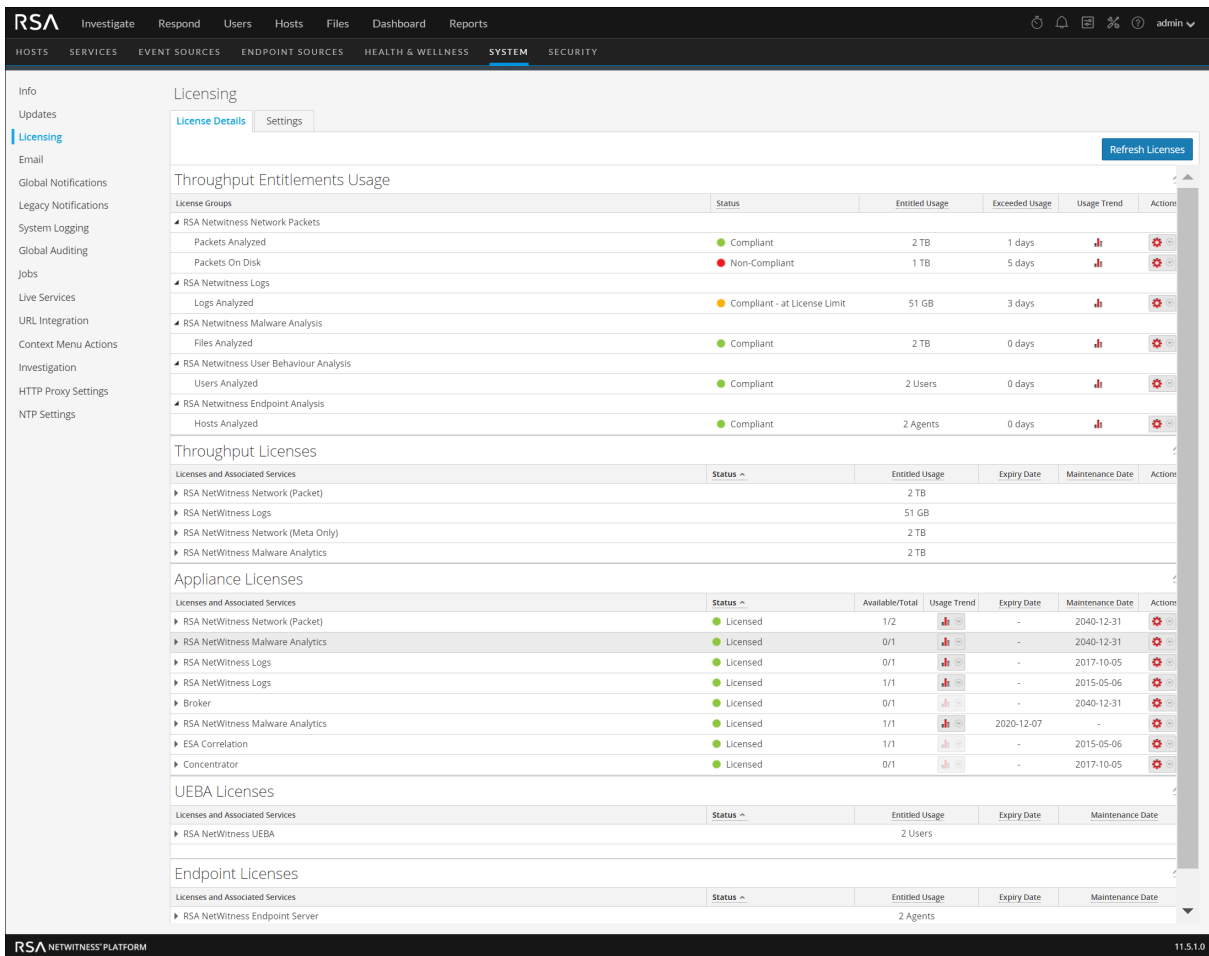 RSA Investigate Respond Users Hosts Files Dashboard Reports admin
HOSTS SERVICES EVENT SOURCES ENDPOINT SOURCES HEALTH & WELLNESS SYSTEM SECURITY
Info
Updates
Licensing
Email
Global Notifications
Legacy Notifications
System Logging
Global Auditing
Jobs
Live Services
URL Integration
Context Menu Actions
Investigation
HTTP Proxy Settings
NTP Settings
Licensing
License Details Settings
Refresh Licenses
Throughput Entitlements Usage
License Groups Status Entitled Usage Exceeded Usage Usage Trend Actions
RSA Netwitness Network Packets
Packets Analyzed Compliant 2 TB 1 days
Packets On Disk Non-Compliant 1 TB 5 days
RSA Netwitness Logs
Logs Analyzed Compliant - at License Limit 51 GB 3 days
RSA Netwitness Malware Analysis
Files Analyzed Compliant 2 TB 0 days
RSA Netwitness User Behaviour Analysis
Users Analyzed Compliant 2 Users 0 days
RSA Netwitness Endpoint Analysis
Hosts Analyzed Compliant 2 Agents 0 days
Throughput Licenses
Licenses and Associated Services Status Entitled Usage Expiry Date Maintenance Date Actions
RSA NetWitness Network (Packet) 2 TB
RSA NetWitness Logs 51 GB
RSA NetWitness Network (Meta Only) 2 TB
RSA NetWitness Malware Analytics 2 TB
Appliance Licenses
Licenses and Associated Services Status Available/Total Usage Trend Expiry Date Maintenance Date Actions
RSA NetWitness Network (Packet) Licensed 1/2 - 2040-12-31
RSA NetWitness Malware Analytics Licensed 0/1 - 2040-12-31
RSA NetWitness Logs Licensed 0/1 - 2017-10-05
RSA NetWitness Logs Licensed 1/1 - 2015-05-06
Broker Licensed 0/1 - 2040-12-31
RSA NetWitness Malware Analytics Licensed 1/1 2020-12-07 -
ESA Correlation Licensed 1/1 - 2015-05-06
Concentrator Licensed 0/1 - 2017-10-05
UEBA Licenses
Licenses and Associated Services Status Entitled Usage Expiry Date Maintenance Date
RSA NetWitness UEBA 2 Users
Endpoint Licenses
Licenses and Associated Services Status Entitled Usage Expiry Date Maintenance Date
RSA NetWitness Endpoint Server 2 Agents
RSA NETWITNESS® PLATFORM 11.5.1.0